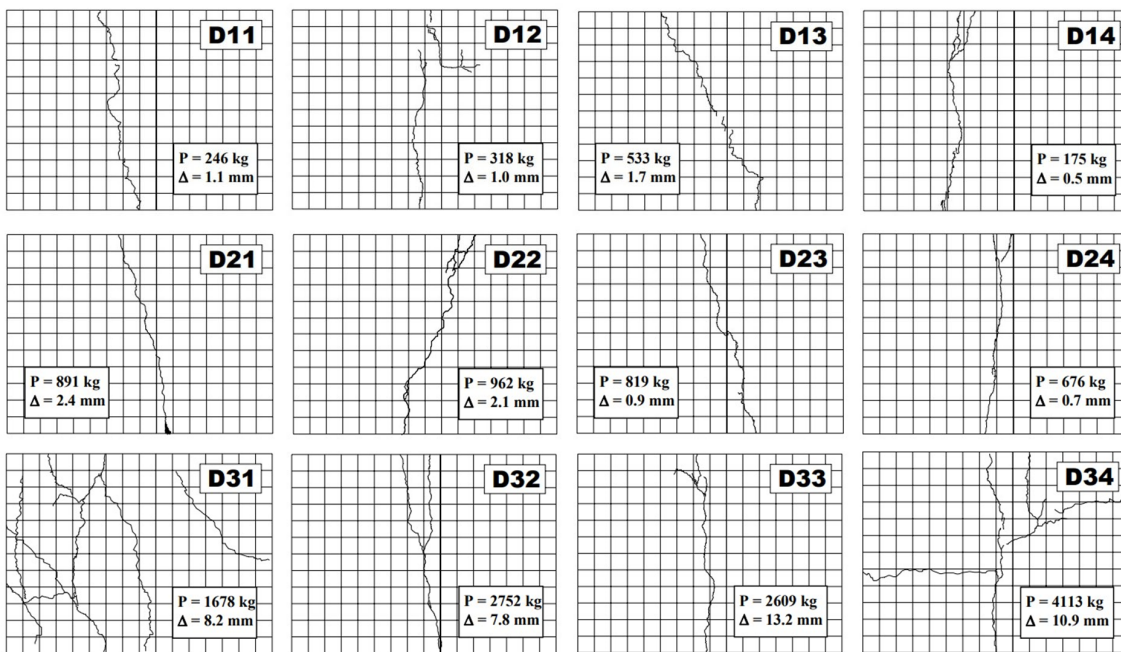 D11
P = 246 kg
Δ = 1.1 mm
D12
P = 318 kg
Δ = 1.0 mm
D13
P = 533 kg
Δ = 1.7 mm
D14
P = 175 kg
Δ = 0.5 mm
D21
P = 891 kg
Δ = 2.4 mm
D22
P = 962 kg
Δ = 2.1 mm
D23
P = 819 kg
Δ = 0.9 mm
D24
P = 676 kg
Δ = 0.7 mm
D31
P = 1678 kg
Δ = 8.2 mm
D32
P = 2752 kg
Δ = 7.8 mm
D33
P = 2609 kg
Δ = 13.2 mm
D34
P = 4113 kg
Δ = 10.9 mm